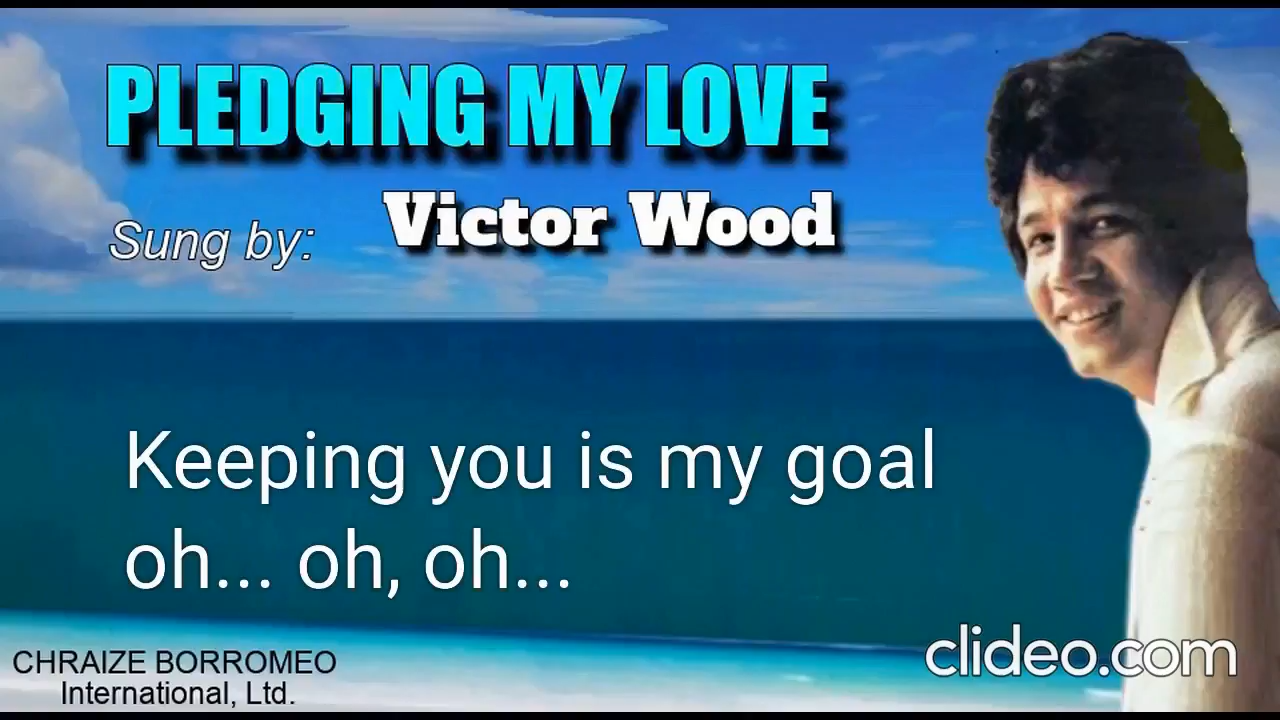 PLEDGING MY LOVE
Sung by: Victor Wood
Keeping you is my goal
oh... oh, oh...
CHRAIZE BORROMEO
International, Ltd.
clideo.com